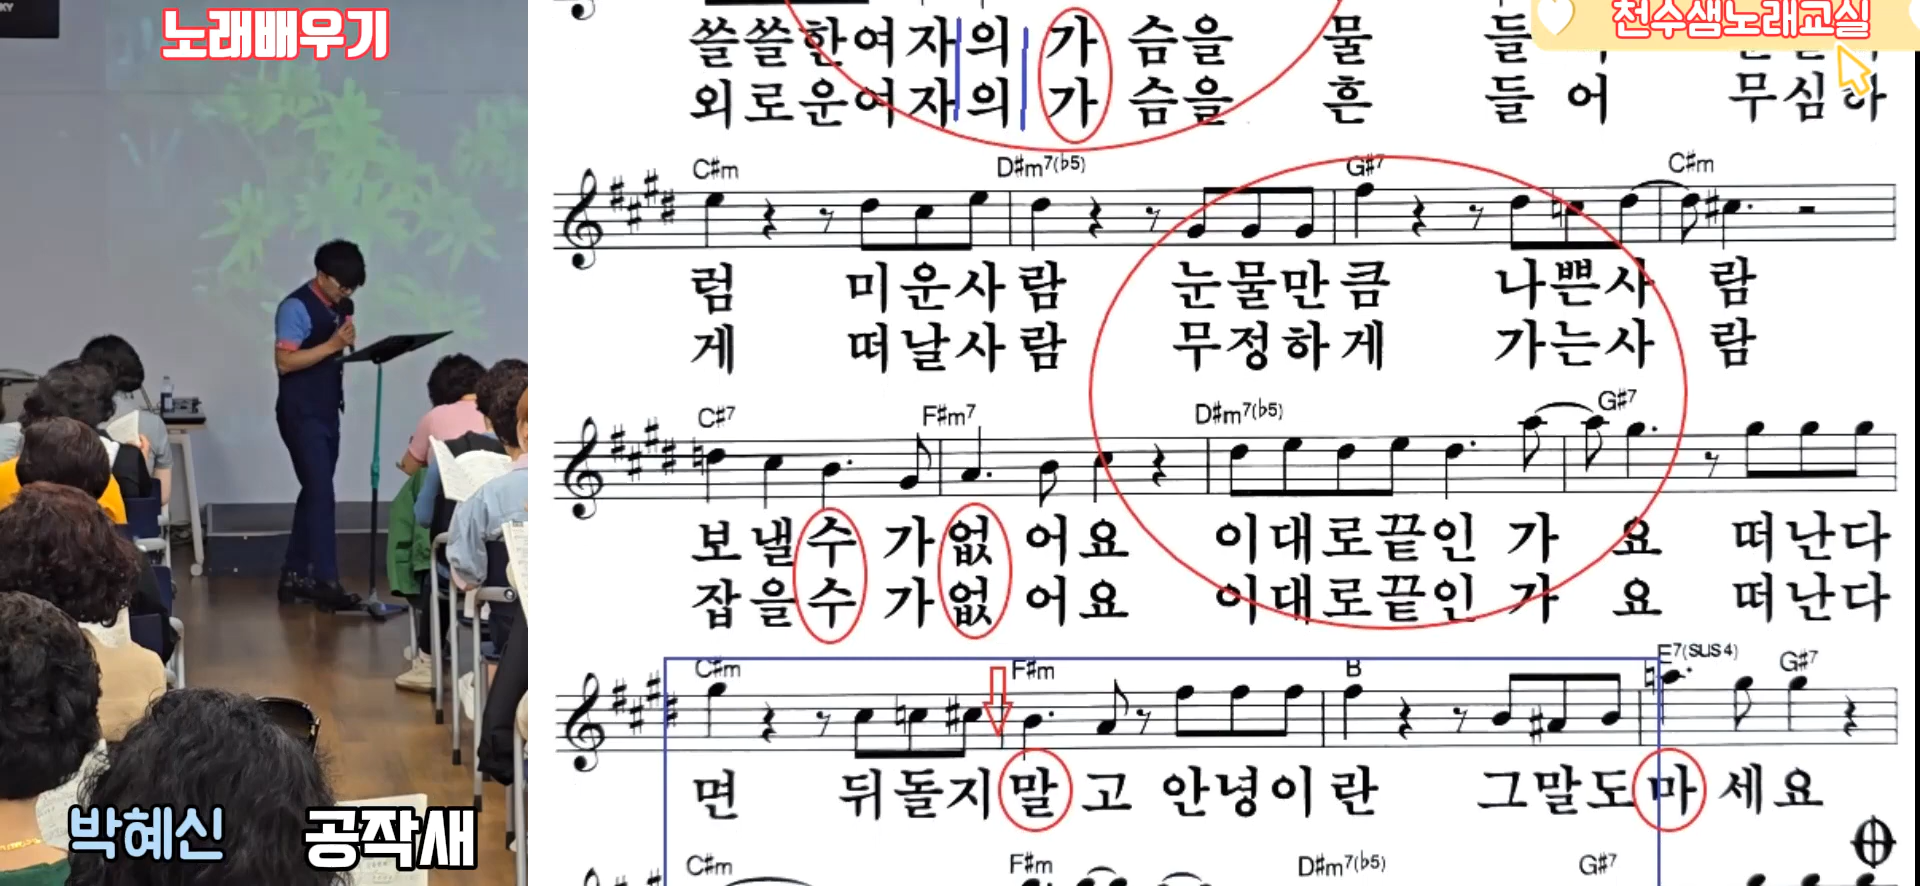 노래배우기
천수샘노래교실
쓸쓸한여자의 가 슴을 물 들
외로운여자의 가 슴을 흔 들 어 무심하
C#m D#m7(b5) G#7 C#m
럼 미운사 람 눈물만 큼 나쁜사 람
게 떠날사 람 무정하 게 가는사 람
C#7 F#m7 D#m7(b5) G#7
보낼수 가 없 어요 이대로끝인 가 요 떠난다
잡을수 가 없 어요 이대로끝인 가 요 떠난다
C#m F#m B E7(SUS4) G#7
면 뒤돌지 말 고 안녕이 란 그말도 마 세요
C#m F#m D#m7(b5) G#7
박혜신 공작새